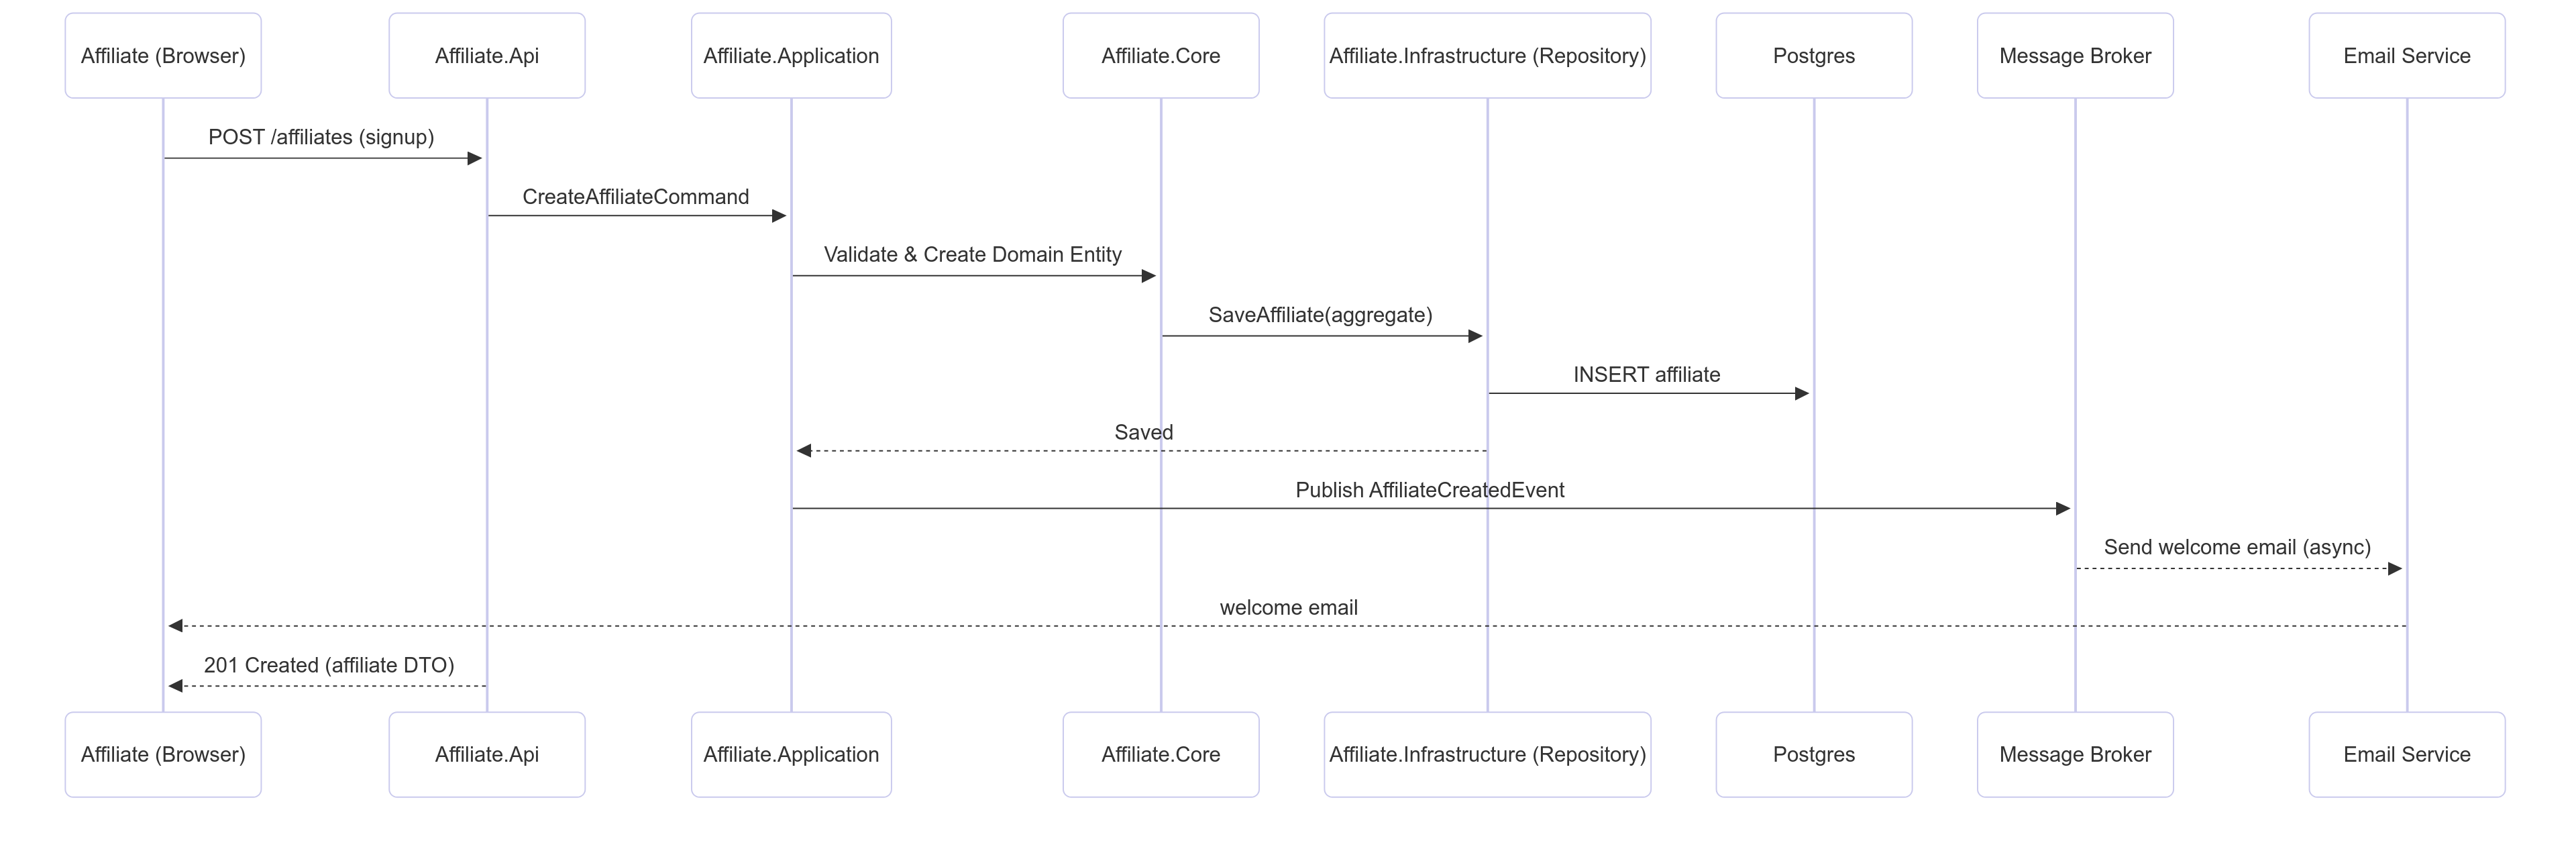 Affiliate (Browser)
Affiliate.Api
Affiliate.Application
Affiliate.Core
Affiliate.Infrastructure (Repository)
Postgres
Message Broker
Email Service
POST /affiliates (signup)
CreateAffiliateCommand
Validate & Create Domain Entity
SaveAffiliate(aggregate)
INSERT affiliate
Saved
Publish AffiliateCreatedEvent
Send welcome email (async)
welcome email
201 Created (affiliate DTO)
Affiliate (Browser)
Affiliate.Api
Affiliate.Application
Affiliate.Core
Affiliate.Infrastructure (Repository)
Postgres
Message Broker
Email Service